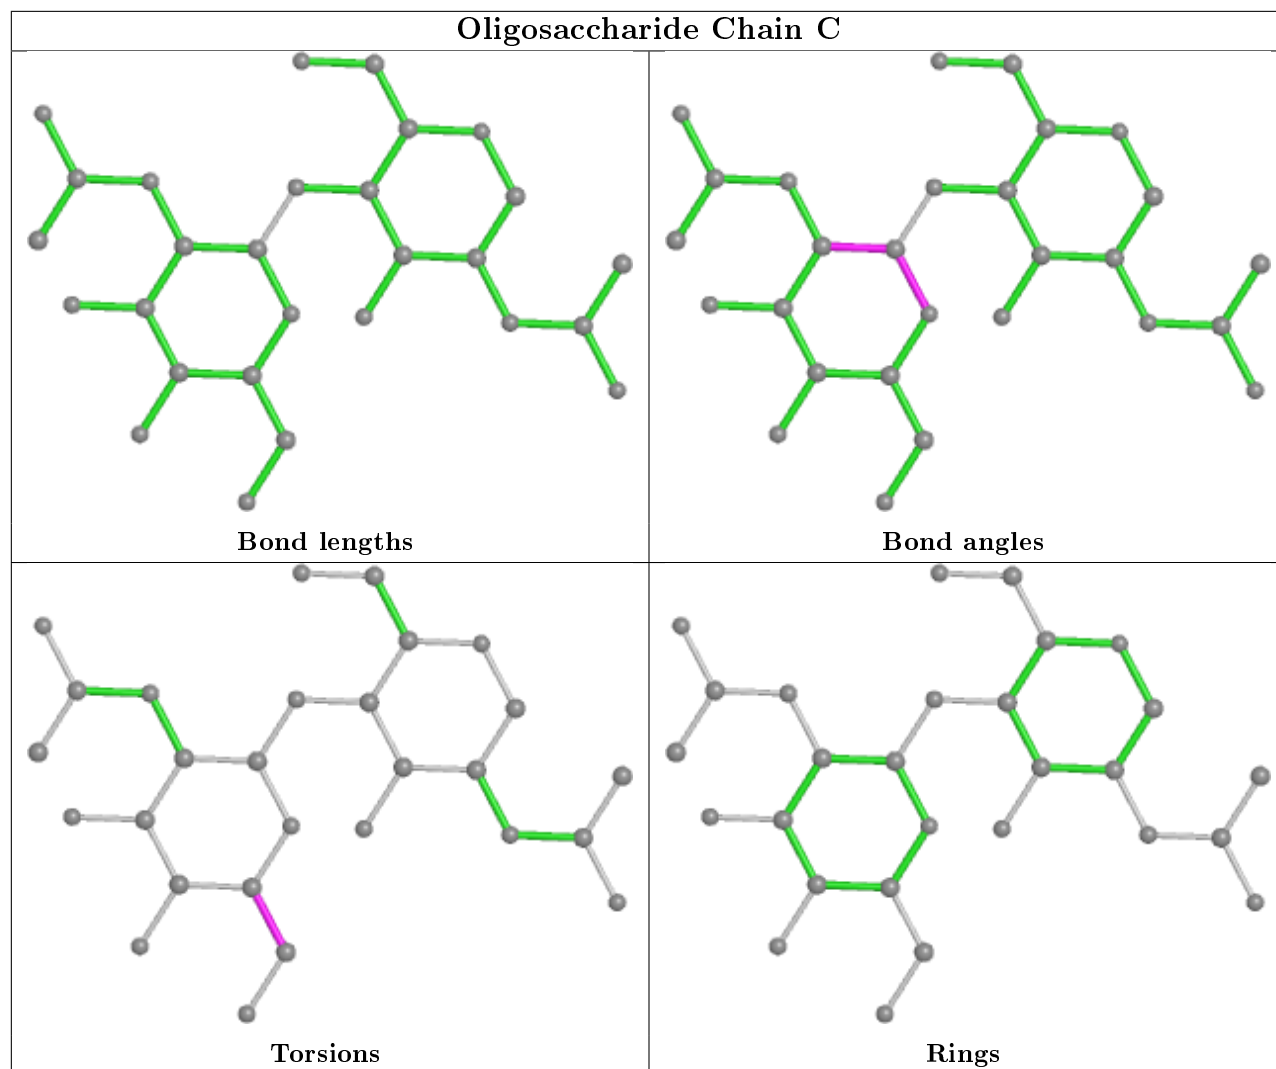 Oligosaccharide Chain C
Bond lengths
Bond angles
Torsions
Rings